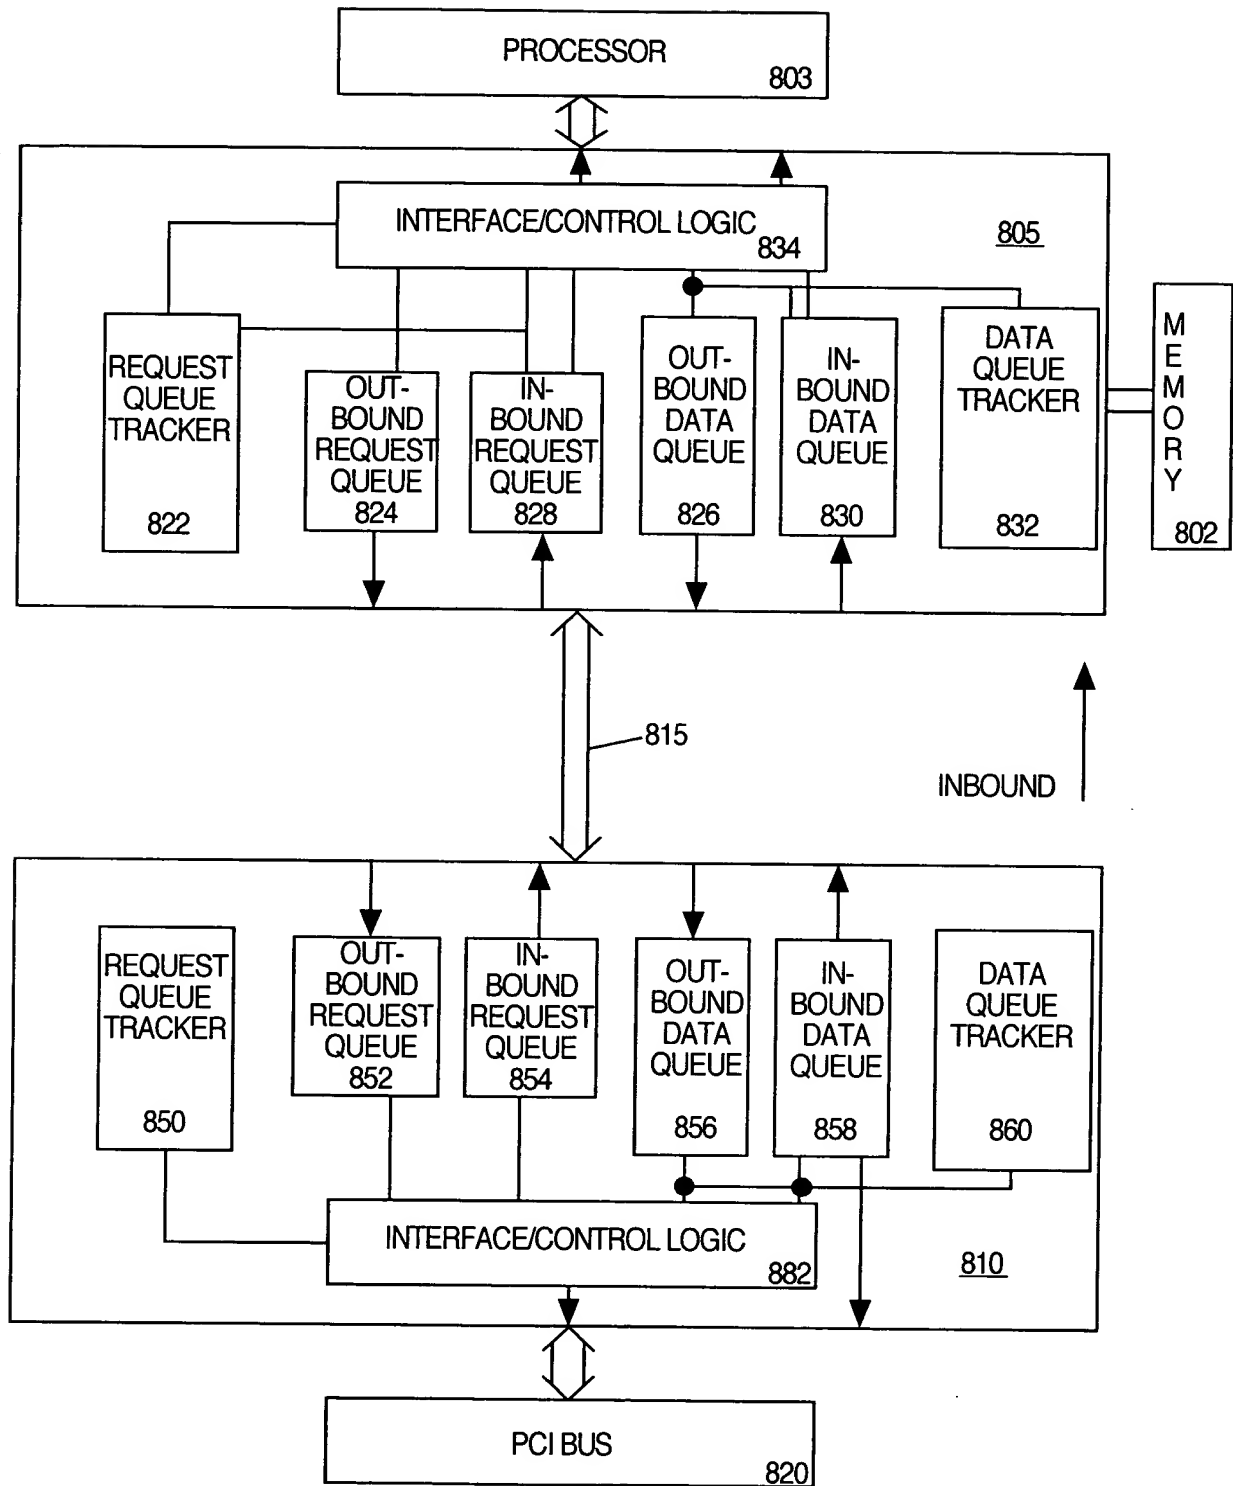 PROCESSOR
803
INTERFACE/CONTROL LOGIC
834
805
REQUEST
QUEUE
TRACKER
822
OUT-
BOUND
REQUEST
QUEUE
824
IN-
BOUND
REQUEST
QUEUE
828
OUT-
BOUND
DATA
QUEUE
826
IN-
BOUND
DATA
QUEUE
830
DATA
QUEUE
TRACKER
832
MEMORY
802
815
INBOUND
REQUEST
QUEUE
TRACKER
850
OUT-
BOUND
REQUEST
QUEUE
852
IN-
BOUND
REQUEST
QUEUE
854
OUT-
BOUND
DATA
QUEUE
856
IN-
BOUND
DATA
QUEUE
858
DATA
QUEUE
TRACKER
860
INTERFACE/CONTROL LOGIC
882
810
PCI BUS
820